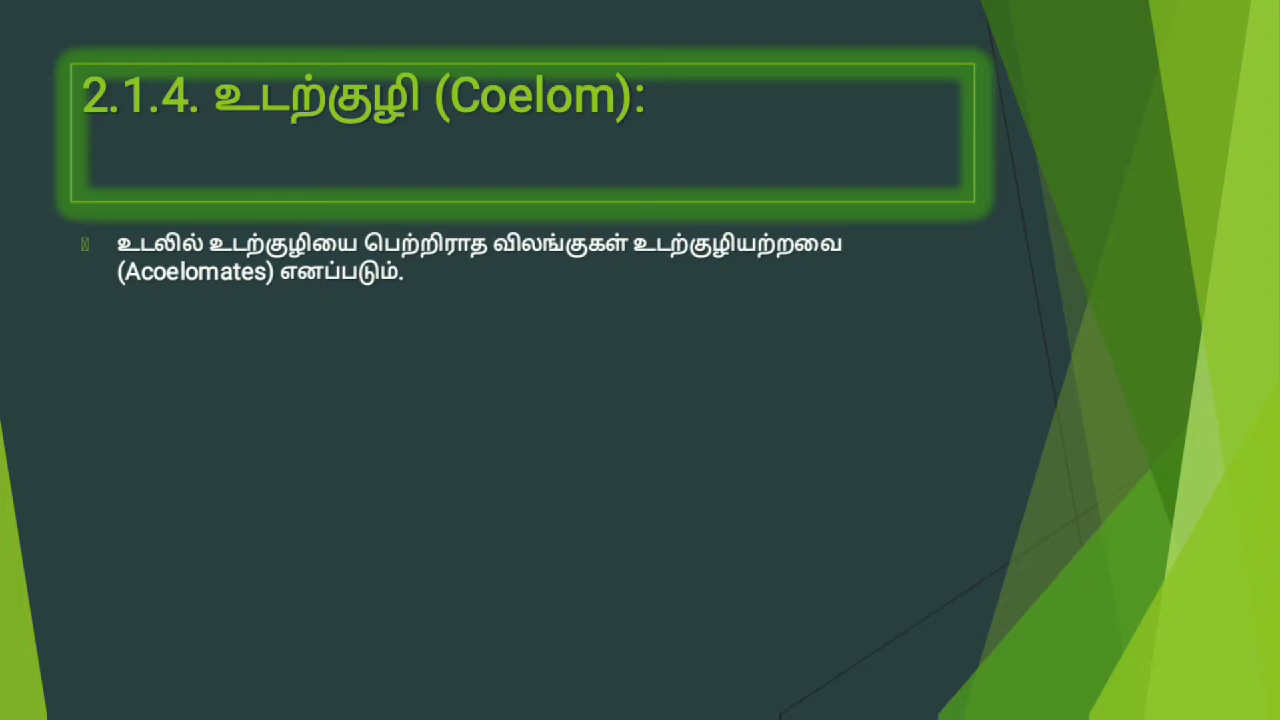 2.1.4. உடற்குழி (Coelom):
உடலில் உடற்குழியை பெற்றிராத விலங்குகள் உடற்குழியற்றவை
(Acoelomates) எனப்படும்.